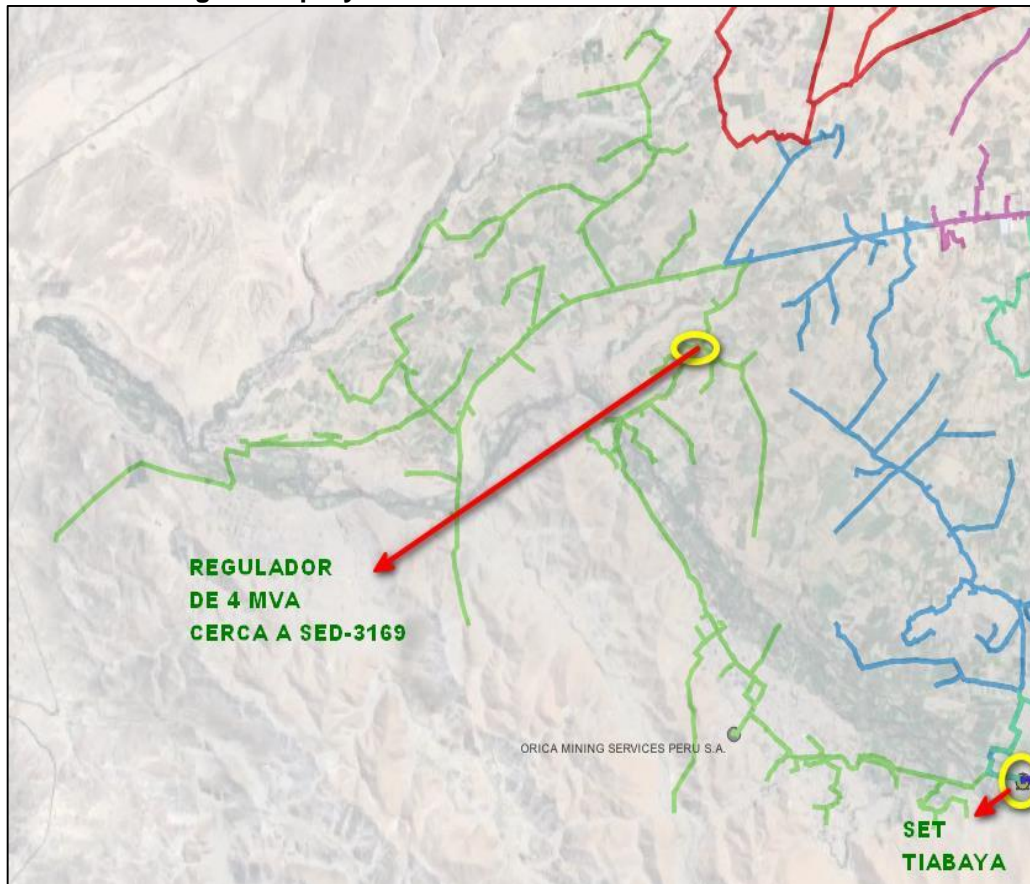 REGULADOR
DE 4 MVA
CERCA A SED-3169
ORICA MINING SERVICES PERU S.A.
SET
TIABAYA